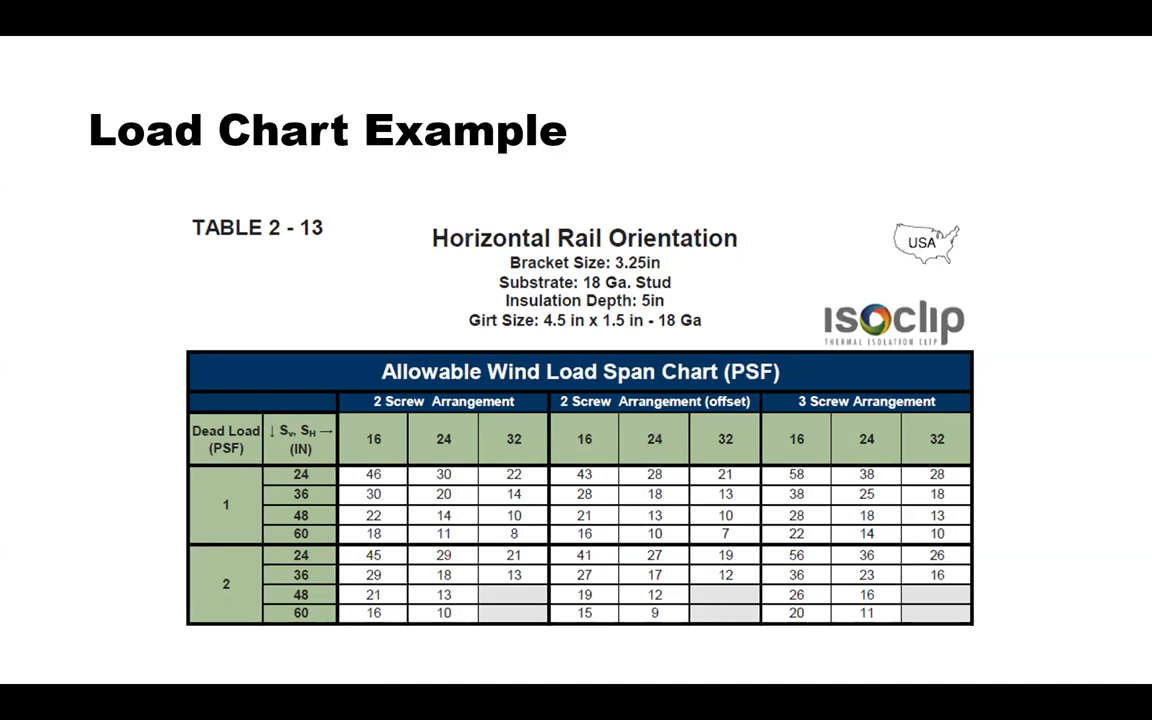 Load Chart Example
TABLE 2 - 13
Horizontal Rail Orientation
Bracket Size: 3.25in
Substrate: 18 Ga. Stud
Insulation Depth: 5in
Girt Size: 4.5 in x 1.5 in - 18 Ga
USA
ISOclip
THERMAL ISOLATION CLIP
Allowable Wind Load Span Chart (PSF)
2 Screw Arrangement 2 Screw Arrangement (offset) 3 Screw Arrangement
Dead Load (PSF) ↓ Sv, SH → (IN) 16 24 32 16 24 32 16 24 32
1 24 46 30 22 43 28 21 58 38 28
36 30 20 14 28 18 13 38 25 18
48 22 14 10 21 13 10 28 18 13
60 18 11 8 16 10 7 22 14 10
2 24 45 29 21 41 27 19 56 36 26
36 29 18 13 27 17 12 36 23 16
48 21 13 19 12 26 16
60 16 10 15 9 20 11